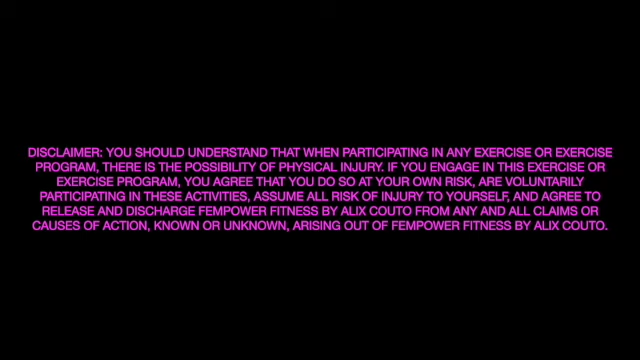 DISCLAIMER: YOU SHOULD UNDERSTAND THAT WHEN PARTICIPATING IN ANY EXERCISE OR EXERCISE
PROGRAM, THERE IS THE POSSIBILITY OF PHYSICAL INJURY. IF YOU ENGAGE IN THIS EXERCISE OR
EXERCISE PROGRAM, YOU AGREE THAT YOU DO SO AT YOUR OWN RISK, ARE VOLUNTARILY
PARTICIPATING IN THESE ACTIVITIES, ASSUME ALL RISK OF INJURY TO YOURSELF, AND AGREE TO
RELEASE AND DISCHARGE FEMPOWER FITNESS BY ALIX COUTO FROM ANY AND ALL CLAIMS OR
CAUSES OF ACTION, KNOWN OR UNKNOWN, ARISING OUT OF FEMPOWER FITNESS BY ALIX COUTO.